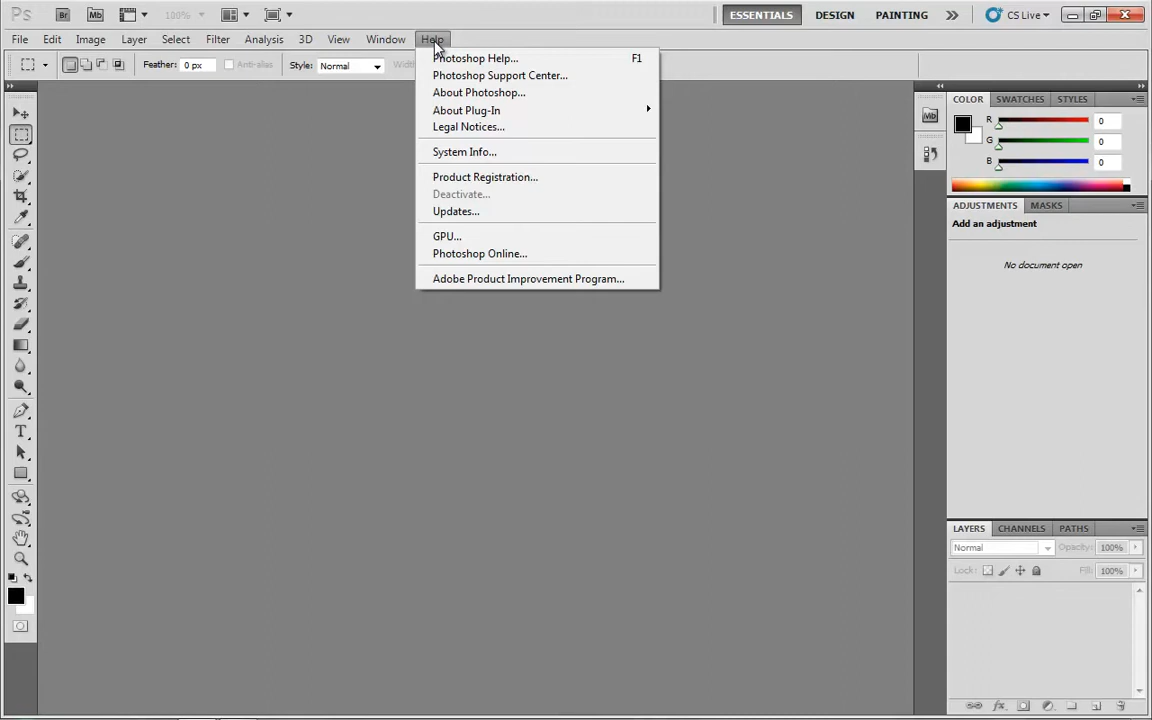 Ps Br Mb 100% ESSENTIALS DESIGN PAINTING CS Live
File Edit Image Layer Select Filter Analysis 3D View Window Help
Feather: 0 px Anti-alias Style: Normal
Photoshop Help... F1
Photoshop Support Center...
About Photoshop...
About Plug-In
Legal Notices...
System Info...
Product Registration...
Deactivate...
Updates...
GPU...
Photoshop Online...
Adobe Product Improvement Program...
Mb
COLOR SWATCHES STYLES
R 0
G 0
B 0
ADJUSTMENTS MASKS
Add an adjustment
No document open
LAYERS CHANNELS PATHS
Normal Opacity: 100%
Lock: Fill: 100%